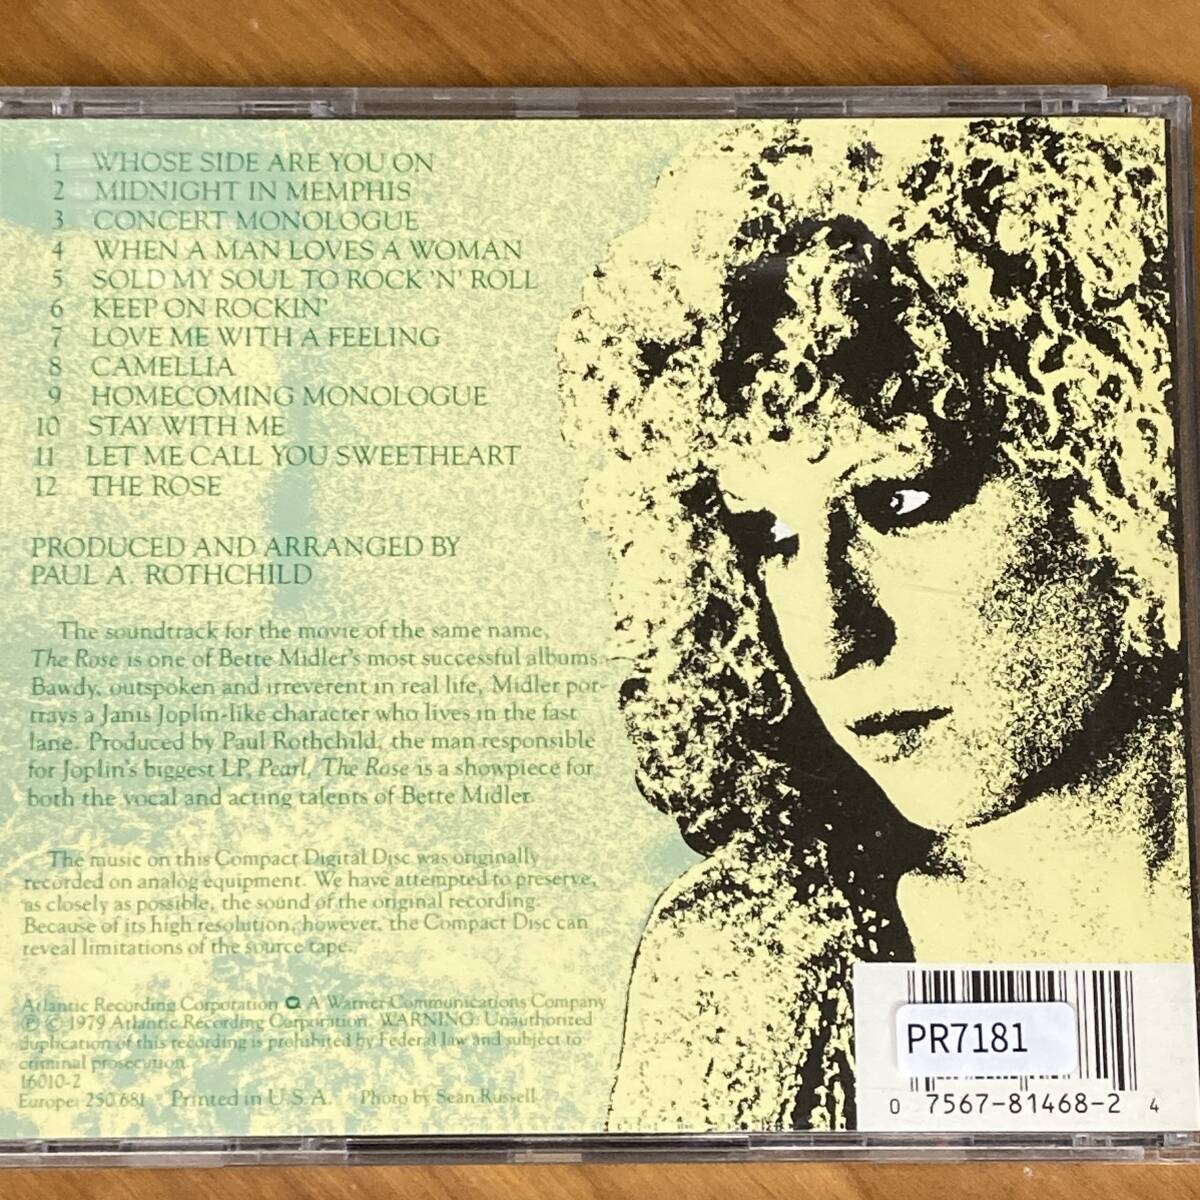 1 WHOSE SIDE ARE YOU ON
2 MIDNIGHT IN MEMPHIS
3 CONCERT MONOLOGUE
4 WHEN A MAN LOVES A WOMAN
5 SOLD MY SOUL TO ROCK 'N' ROLL
6 KEEP ON ROCKIN'
7 LOVE ME WITH A FEELING
8 CAMELLIA
9 HOMECOMING MONOLOGUE
10 STAY WITH ME
11 LET ME CALL YOU SWEETHEART
12 THE ROSE
PRODUCED AND ARRANGED BY
PAUL A. ROTHCHILD
The soundtrack for the movie of the same name,
The Rose is one of Bette Midler's most successful albums.
Bawdy, outspoken and irreverent in real life, Midler por-
trays a Janis Joplin-like character who lives in the fast
lane. Produced by Paul Rothchild, the man responsible
for Joplin's biggest LP, Pearl, The Rose is a showpiece for
both the vocal and acting talents of Bette Midler.
The music on this Compact Digital Disc was originally
recorded on analog equipment. We have attempted to preserve,
as closely as possible, the sound of the original recording.
Because of its high resolution, however, the Compact Disc can
reveal limitations of the source tape.
Atlantic Recording Corporation A Warner Communications Company
℗ © 1979 Atlantic Recording Corporation. WARNING: Unauthorized
duplication of this recording is prohibited by Federal law and subject to
criminal prosecution.
16010-2
Europe: 250 681 Printed in U.S.A. Photo by Sean Russell
PR7181
0 7567-81468-2 4